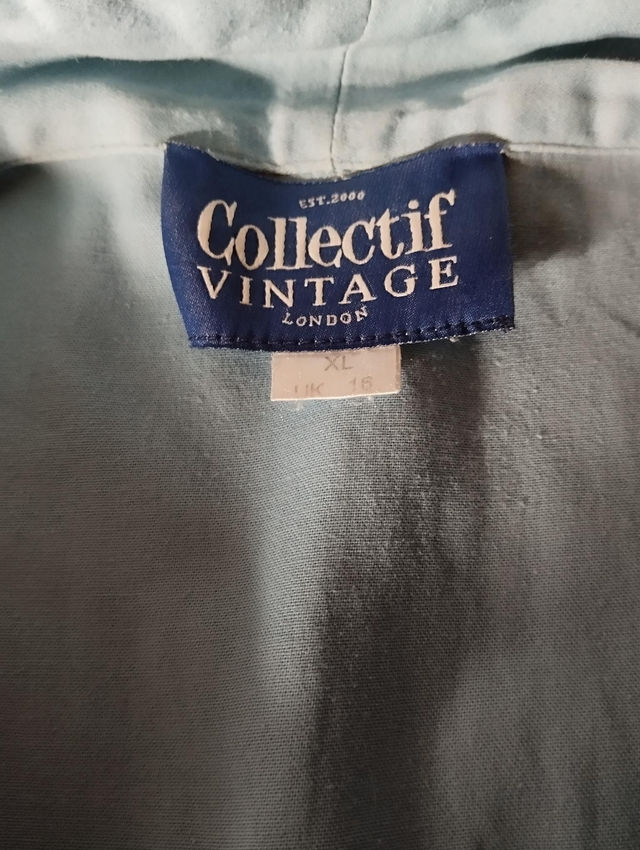 EST.2000
Collectif
VINTAGE
LONDON
XL
UK 16